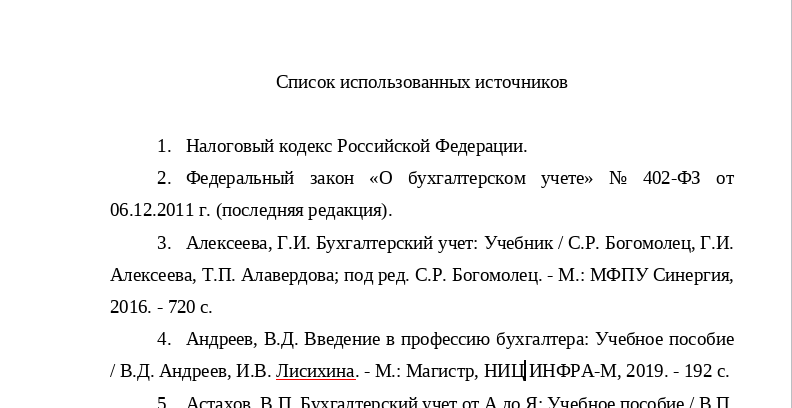 Список использованных источников
1. Налоговый кодекс Российской Федерации.
2. Федеральный закон «О бухгалтерском учете» № 402-ФЗ от
06.12.2011 г. (последняя редакция).
3. Алексеева, Г.И. Бухгалтерский учет: Учебник / С.Р. Богомолец, Г.И.
Алексеева, Т.П. Алавердова; под ред. С.Р. Богомолец. - М.: МФПУ Синергия,
2016. - 720 с.
4. Андреев, В.Д. Введение в профессию бухгалтера: Учебное пособие
/ В.Д. Андреев, И.В. Лисихина. - М.: Магистр, НИЦ ИНФРА-М, 2019. - 192 с.
5. Астахов, В.П. Бухгалтерский учет от А до Я: Учебное пособие / В.П.